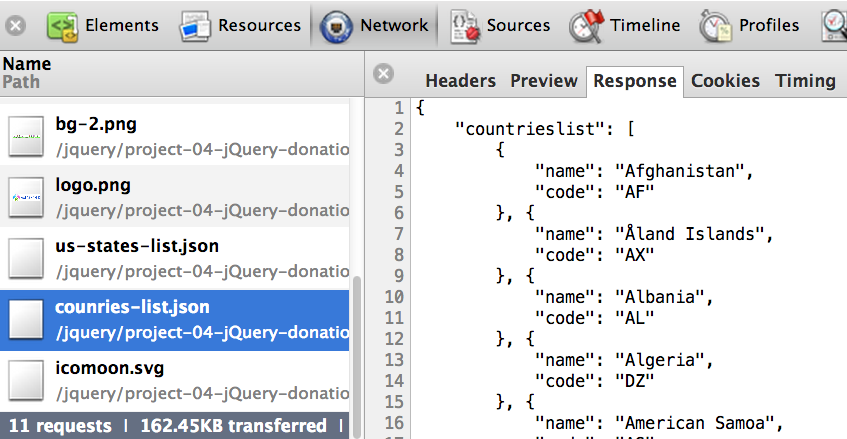 Elements Resources Network Sources Timeline Profiles
Name
Path
bg-2.png
/jquery/project-04-jQuery-donatio
logo.png
/jquery/project-04-jQuery-donatio
us-states-list.json
/jquery/project-04-jQuery-donatio
counries-list.json
/jquery/project-04-jQuery-donatio
icomoon.svg
/jquery/project-04-jQuery-donatio
11 requests | 162.45KB transferred |
Headers Preview Response Cookies Timing
1 {
2 "countrieslist": [
3 {
4 "name": "Afghanistan",
5 "code": "AF"
6 }, {
7 "name": "Åland Islands",
8 "code": "AX"
9 }, {
10 "name": "Albania",
11 "code": "AL"
12 }, {
13 "name": "Algeria",
14 "code": "DZ"
15 }, {
16 "name": "American Samoa",